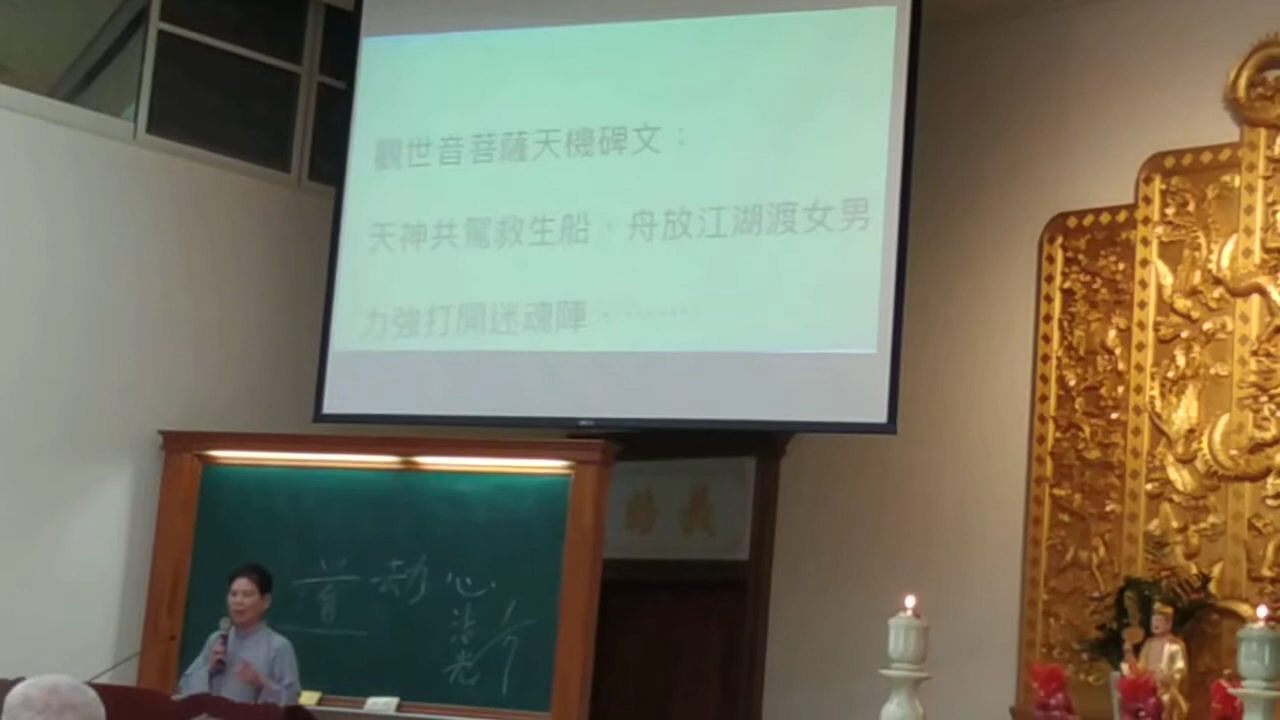 觀世音菩薩天機碑文：
天神共駕救生船、舟放江湖渡女男
力強打開迷魂陣、………
道 劫 心
法